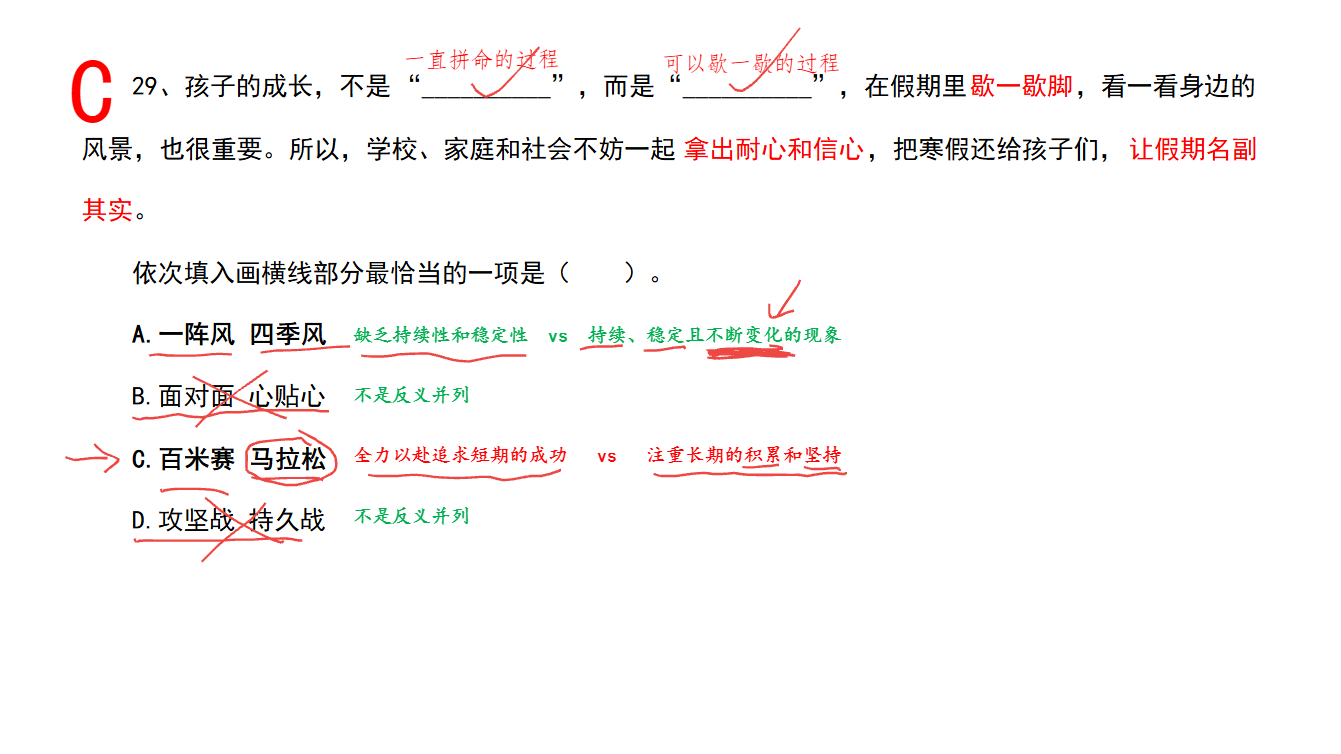 一直拼命的过程 可以歇一歇的过程
C 29、孩子的成长，不是“__________”，而是“__________”，在假期里歇一歇脚，看一看身边的
风景，也很重要。所以，学校、家庭和社会不妨一起拿出耐心和信心，把寒假还给孩子们，让假期名副
其实。
依次填入画横线部分最恰当的一项是（ ）。
A. 一阵风 四季风 缺乏持续性和稳定性 vs 持续、稳定且不断变化的现象
B. 面对面 心贴心 不是反义并列
C. 百米赛 马拉松 全力以赴追求短期的成功 vs 注重长期的积累和坚持
D. 攻坚战 持久战 不是反义并列